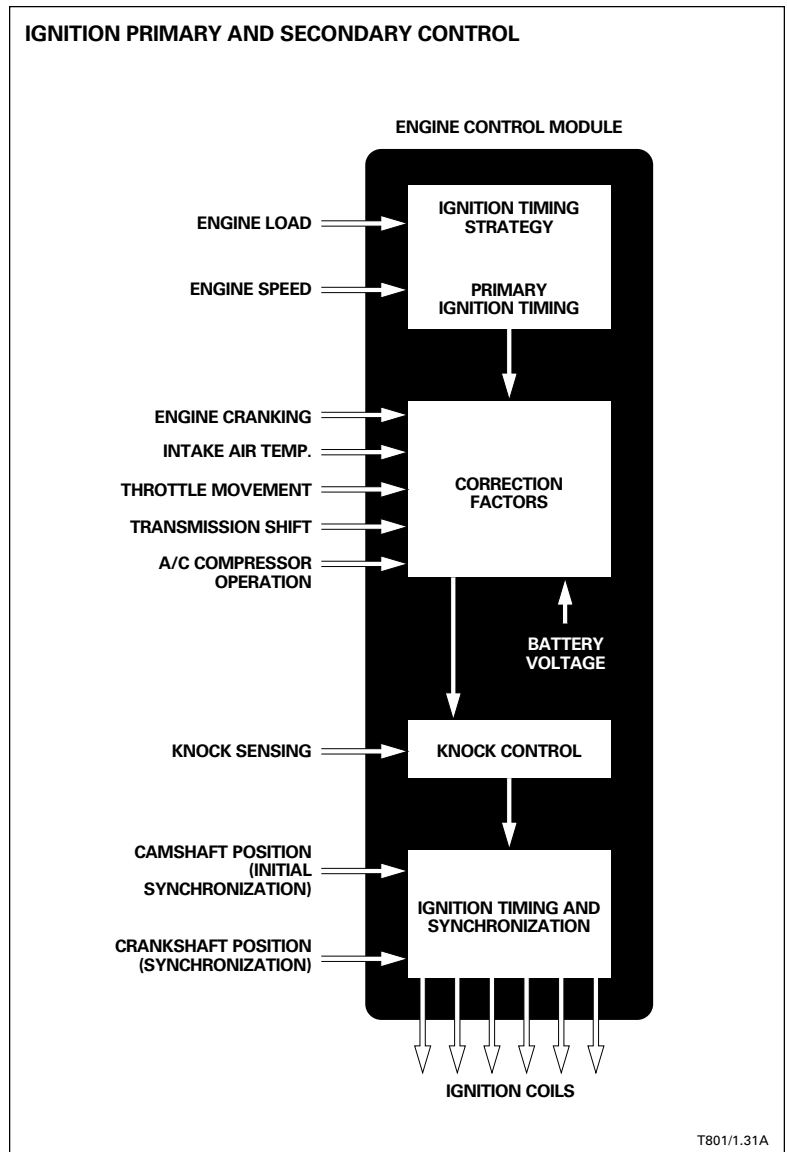 IGNITION PRIMARY AND SECONDARY CONTROL
ENGINE CONTROL MODULE
IGNITION TIMING
STRATEGY
ENGINE LOAD
ENGINE SPEED
PRIMARY
IGNITION TIMING
ENGINE CRANKING
INTAKE AIR TEMP.
THROTTLE MOVEMENT
TRANSMISSION SHIFT
A/C COMPRESSOR
OPERATION
CORRECTION
FACTORS
BATTERY
VOLTAGE
KNOCK SENSING
KNOCK CONTROL
CAMSHAFT POSITION
(INITIAL
SYNCHRONIZATION)
CRANKSHAFT POSITION
(SYNCHRONIZATION)
IGNITION TIMING AND
SYNCHRONIZATION
IGNITION COILS
T801/1.31A